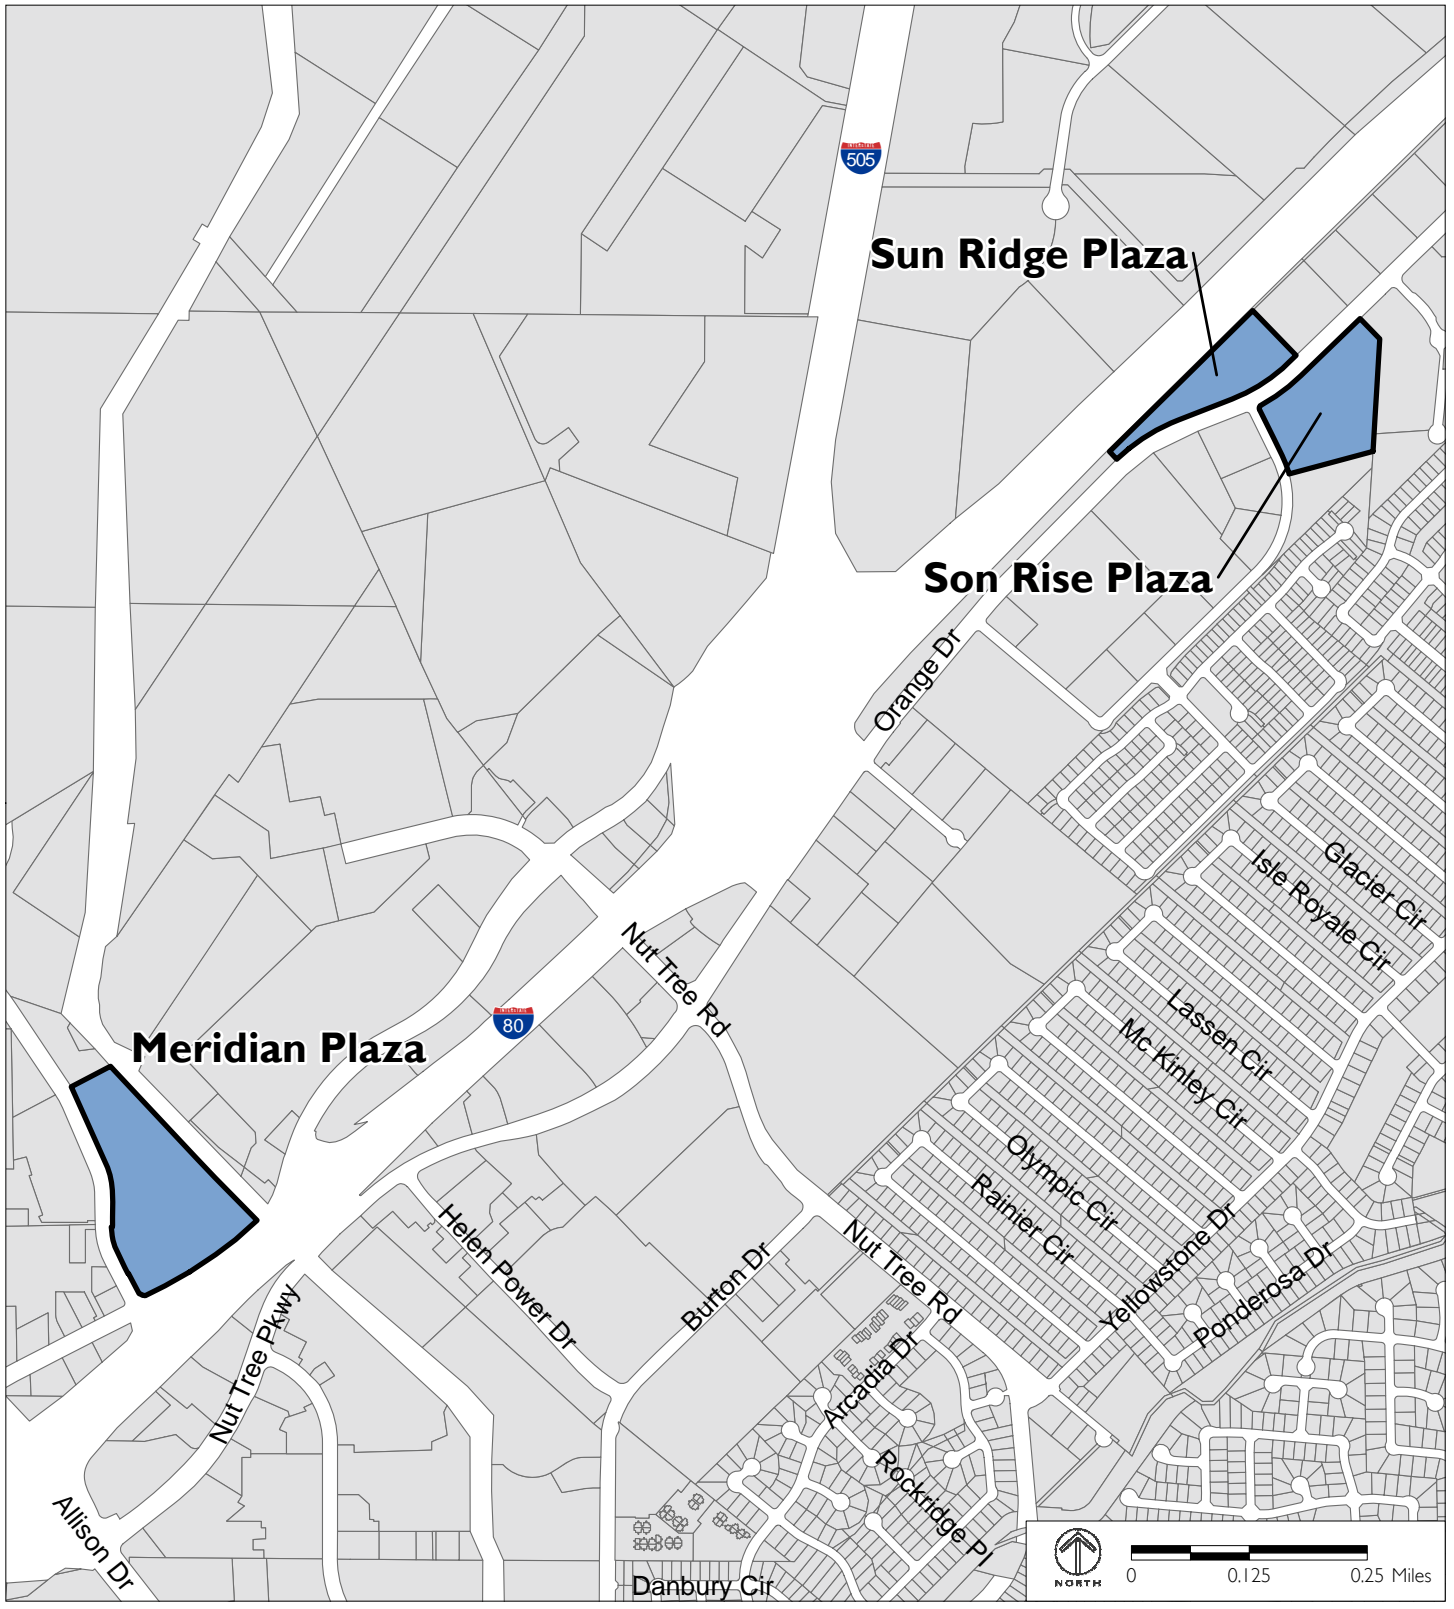 INTERSTATE
505
Sun Ridge Plaza
Son Rise Plaza
Orange Dr
Glacier Cir
Isle Royale Cir
Nut Tree Rd
Lassen Cir
INTERSTATE
80
Mc Kinley Cir
Meridian Plaza
Olympic Cir
Rainier Cir
Helen Power Dr
Nut Tree Rd
Yellowstone Dr
Burton Dr
Ponderosa Dr
Nut Tree Pkwy
Arcadia Dr
Rockridge Pl
Allison Dr
Danbury Cir
NORTH
0 0.125 0.25 Miles